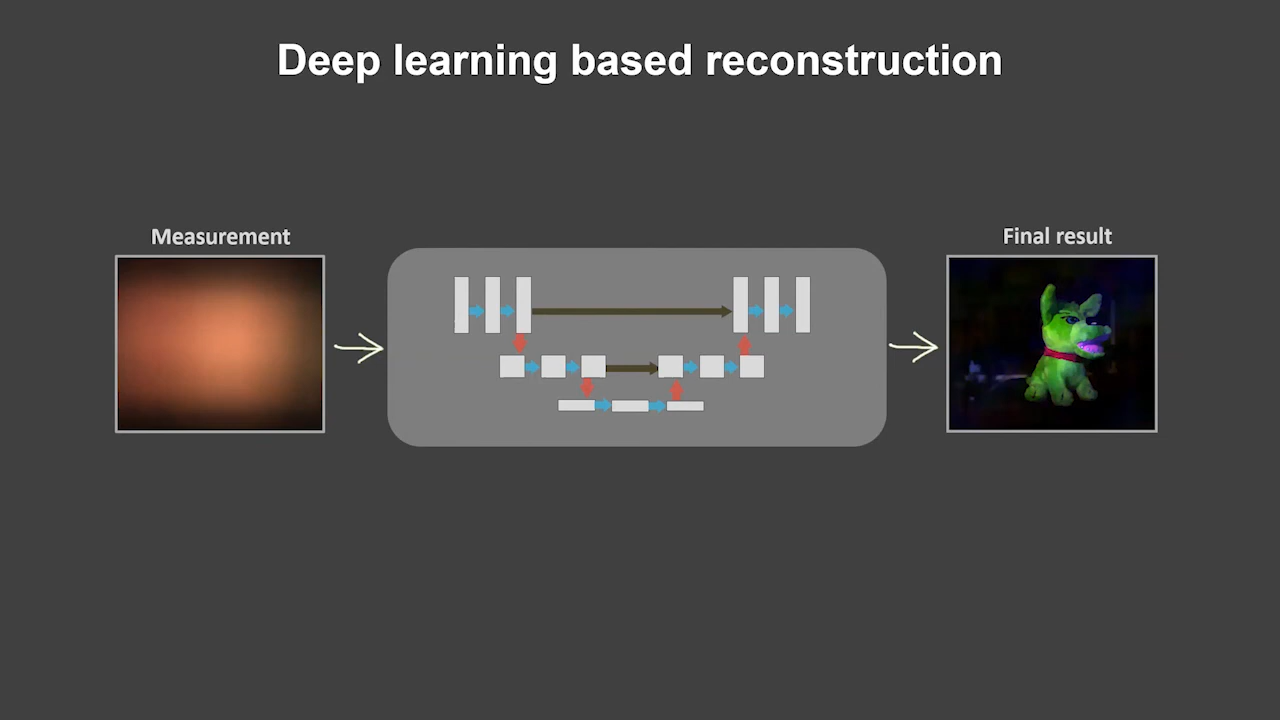 Deep learning based reconstruction
Measurement
Final result